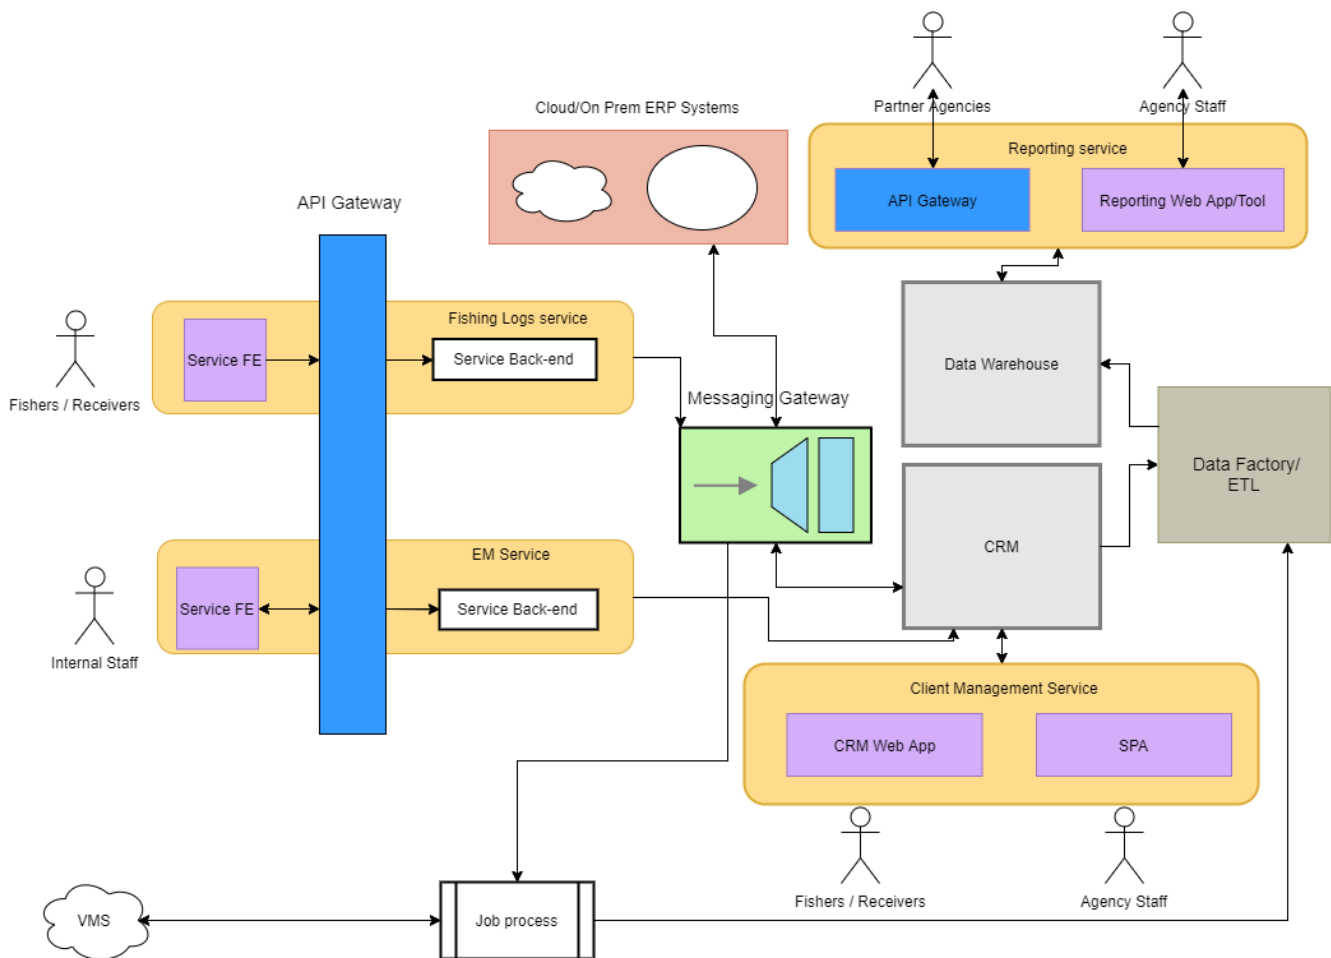 Partner Agencies
Agency Staff
Cloud/On Prem ERP Systems
Reporting service
API Gateway
Reporting Web App/Tool
API Gateway
Fishing Logs service
Service FE
Service Back-end
Fishers / Receivers
Data Warehouse
Messaging Gateway
Data Factory/
ETL
EM Service
CRM
Service FE
Service Back-end
Internal Staff
Client Management Service
CRM Web App
SPA
Fishers / Receivers
Agency Staff
VMS
Job process